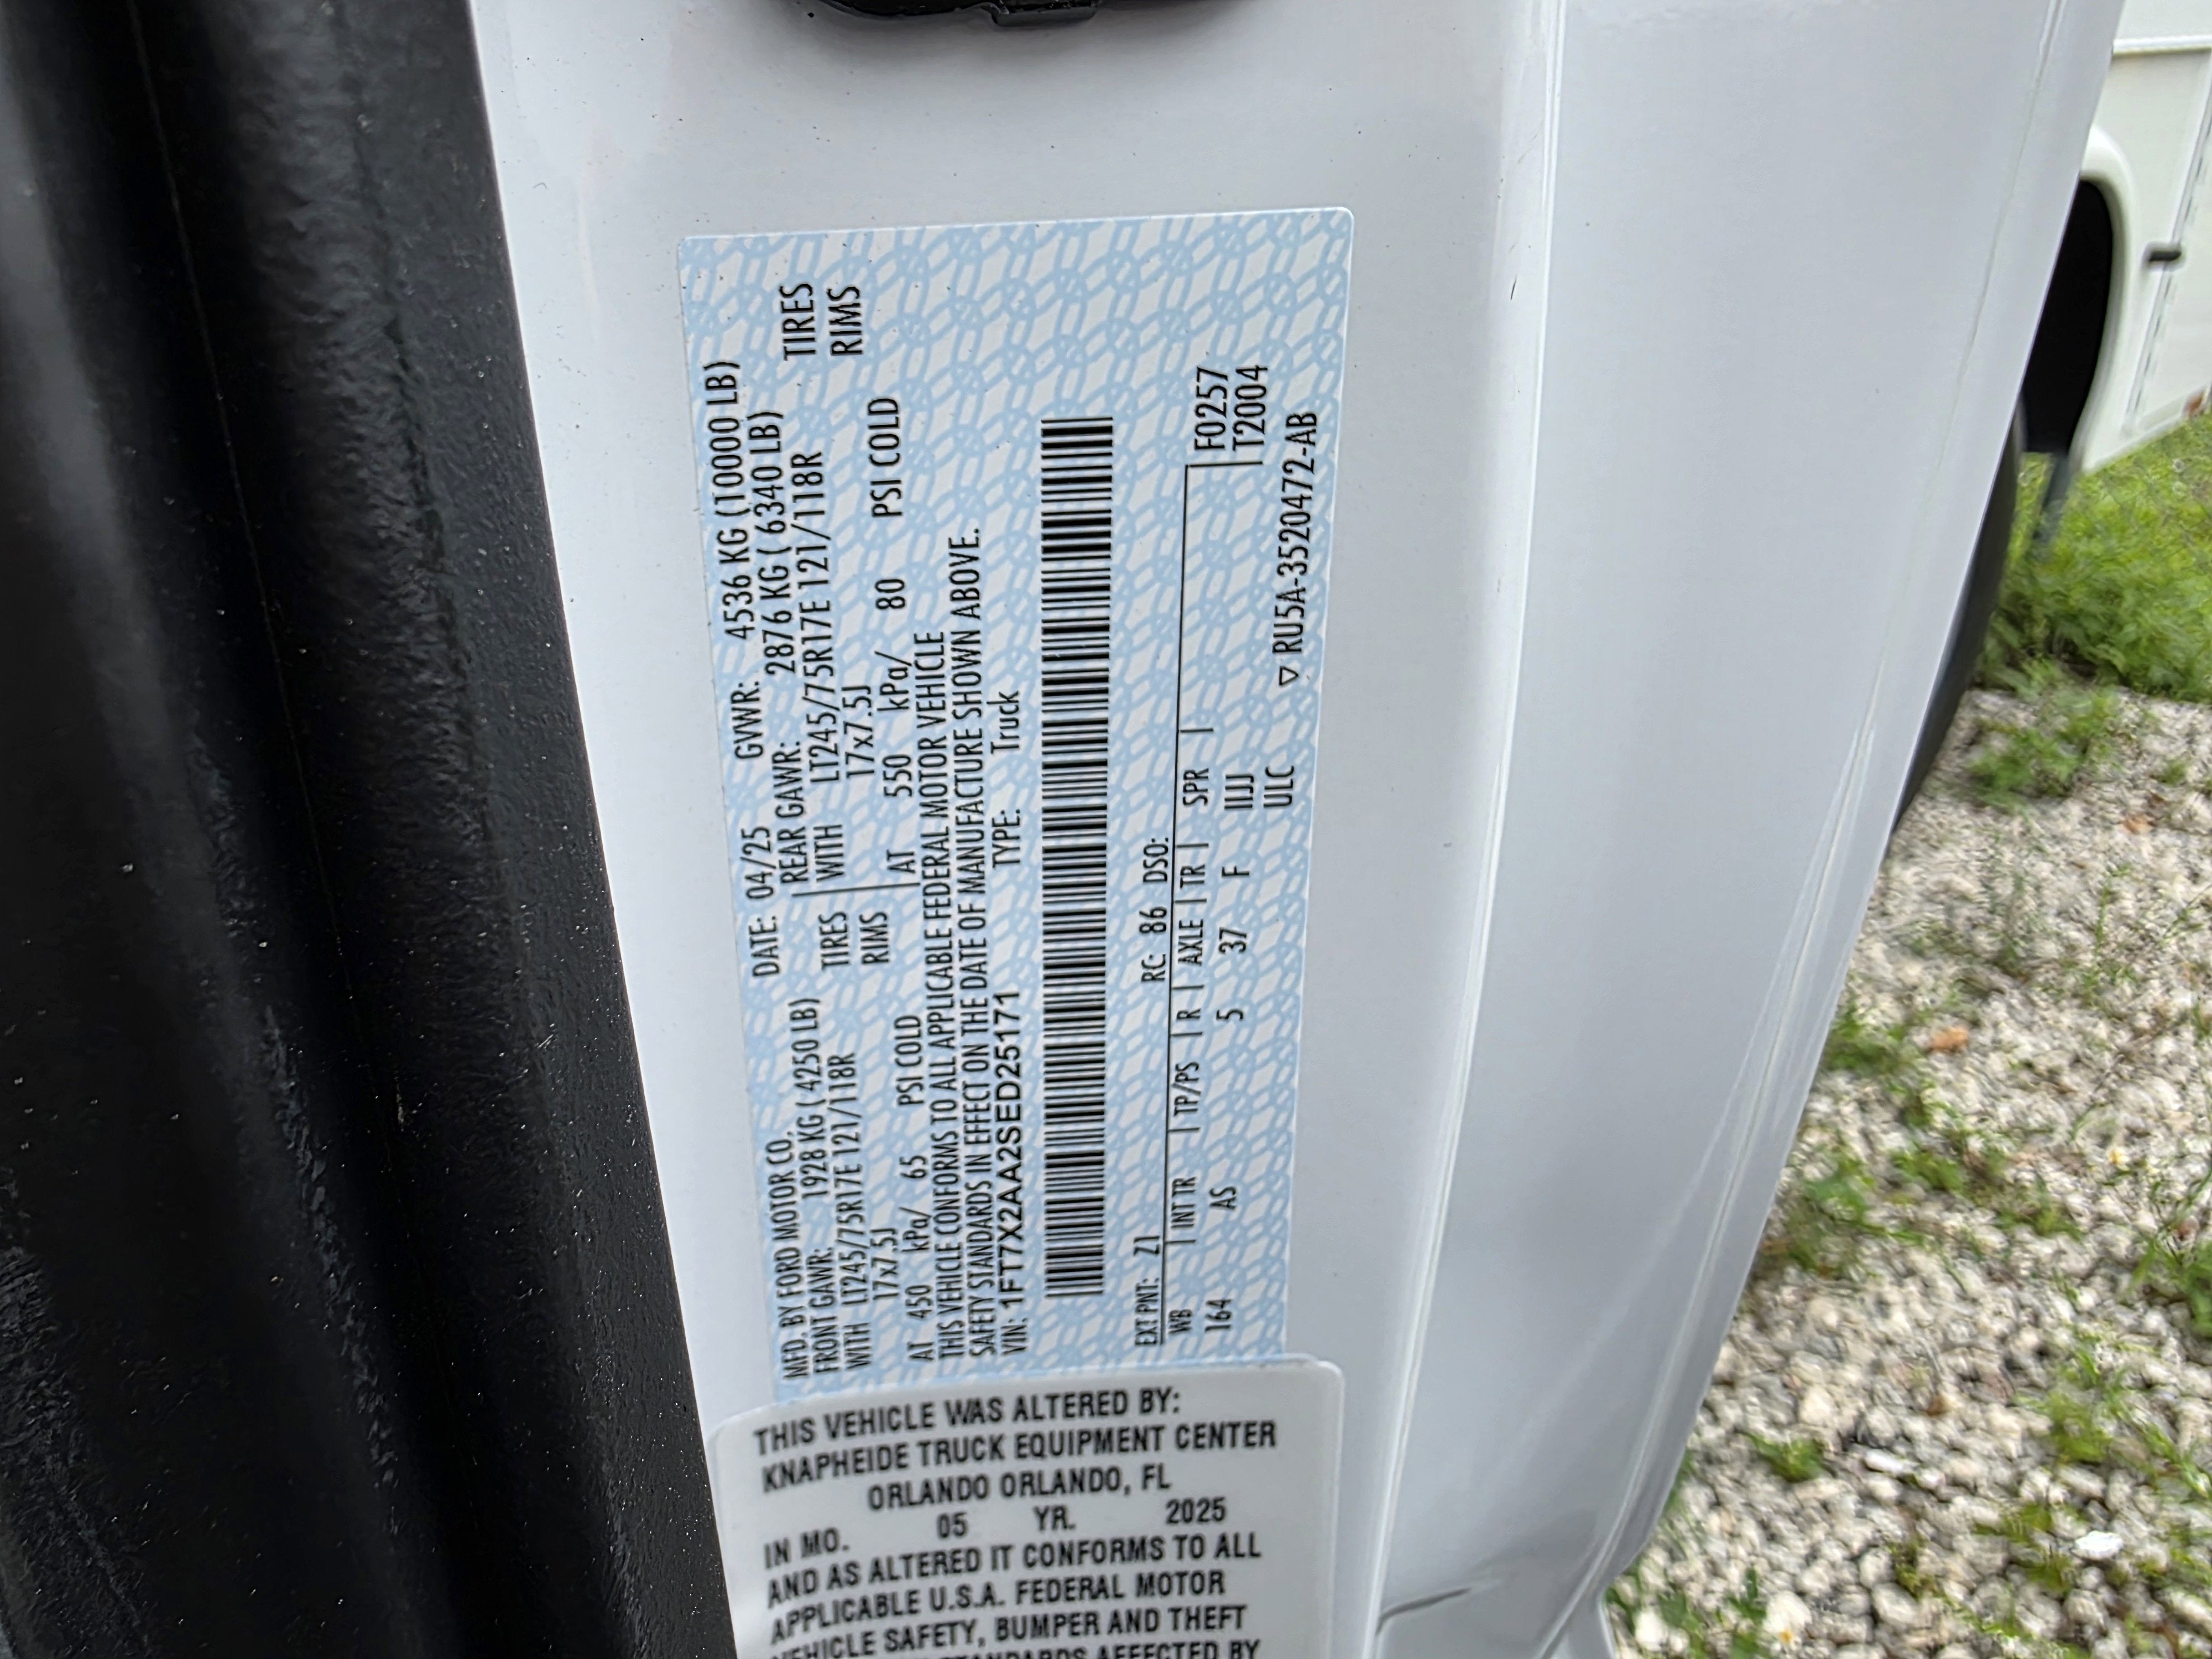 MFD. BY FORD MOTOR CO. DATE: 04/25 GVWR: 4536 KG (10000 LB)
FRONT GAWR: 1928 KG ( 4250 LB) REAR GAWR: 2876 KG ( 6340 LB)
WITH LT245/75R17E 121/118R TIRES WITH LT245/75R17E 121/118R TIRES
17x7.5J RIMS 17x7.5J RIMS
AT 450 kPa/ 65 PSI COLD AT 550 kPa/ 80 PSI COLD
THIS VEHICLE CONFORMS TO ALL APPLICABLE FEDERAL MOTOR VEHICLE
SAFETY STANDARDS IN EFFECT ON THE DATE OF MANUFACTURE SHOWN ABOVE.
VIN: 1FT7X2AA2SED25171 TYPE: Truck
EXT PNT: Z1 RC: 86 DSO:
WB | INT TR | TP/PS | R | AXLE | TR | SPR | F0257
164 AS 5 37 F IIJJ T2004
ULC ▽ RU5A-3520472-AB
THIS VEHICLE WAS ALTERED BY:
KNAPHEIDE TRUCK EQUIPMENT CENTER
ORLANDO ORLANDO, FL
IN MO. 05 YR. 2025
AND AS ALTERED IT CONFORMS TO ALL
APPLICABLE U.S.A. FEDERAL MOTOR
VEHICLE SAFETY, BUMPER AND THEFT
STANDARDS AFFECTED BY